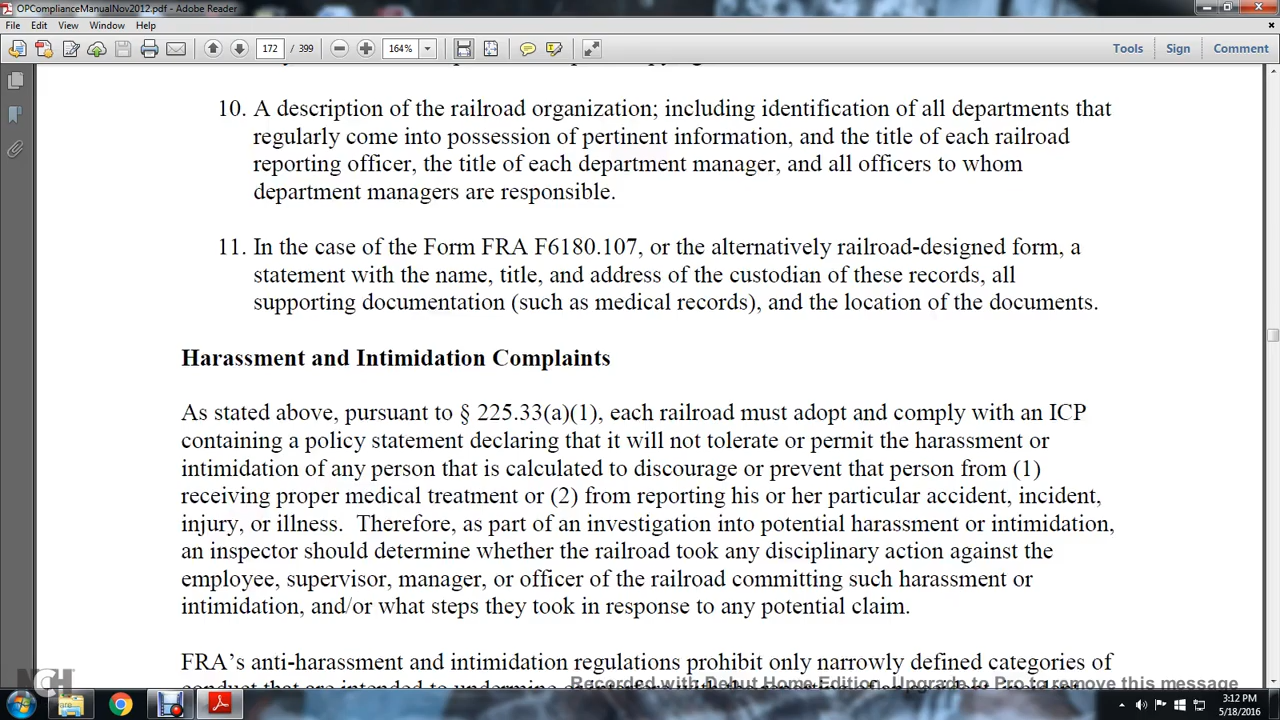 OPComplianceManualNov2012.pdf - Adobe Reader
File Edit View Window Help
172 / 399 164% Tools Sign Comment
10. A description of the railroad organization; including identification of all departments that
regularly come into possession of pertinent information, and the title of each railroad
reporting officer, the title of each department manager, and all officers to whom
department managers are responsible.
11. In the case of the Form FRA F6180.107, or the alternatively railroad-designed form, a
statement with the name, title, and address of the custodian of these records, all
supporting documentation (such as medical records), and the location of the documents.
Harassment and Intimidation Complaints
As stated above, pursuant to § 225.33(a)(1), each railroad must adopt and comply with an ICP
containing a policy statement declaring that it will not tolerate or permit the harassment or
intimidation of any person that is calculated to discourage or prevent that person from (1)
receiving proper medical treatment or (2) from reporting his or her particular accident, incident,
injury, or illness. Therefore, as part of an investigation into potential harassment or intimidation,
an inspector should determine whether the railroad took any disciplinary action against the
employee, supervisor, manager, or officer of the railroad committing such harassment or
intimidation, and/or what steps they took in response to any potential claim.
FRA's anti-harassment and intimidation regulations prohibit only narrowly defined categories of
NCH
Recorded with Debut Home Edition. Upgrade to Pro to remove this message
3:12 PM
5/18/2016